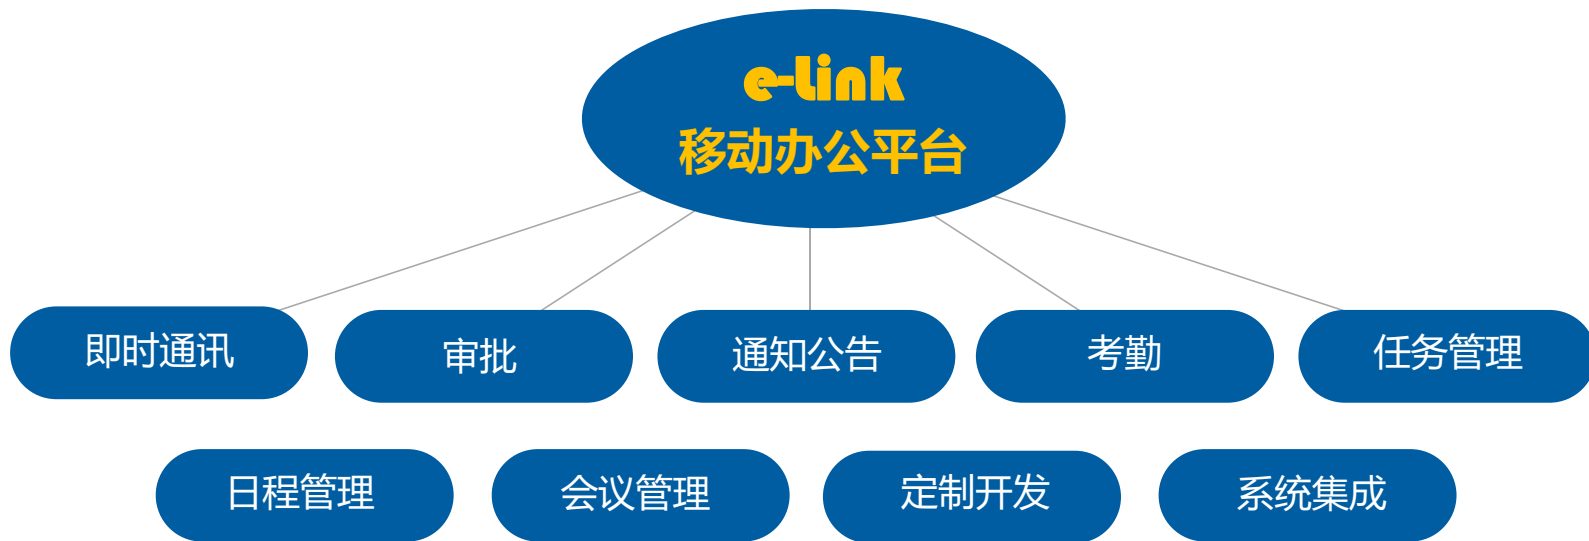 e-Link
移动办公平台
即时通讯
审批
通知公告
考勤
任务管理
日程管理
会议管理
定制开发
系统集成